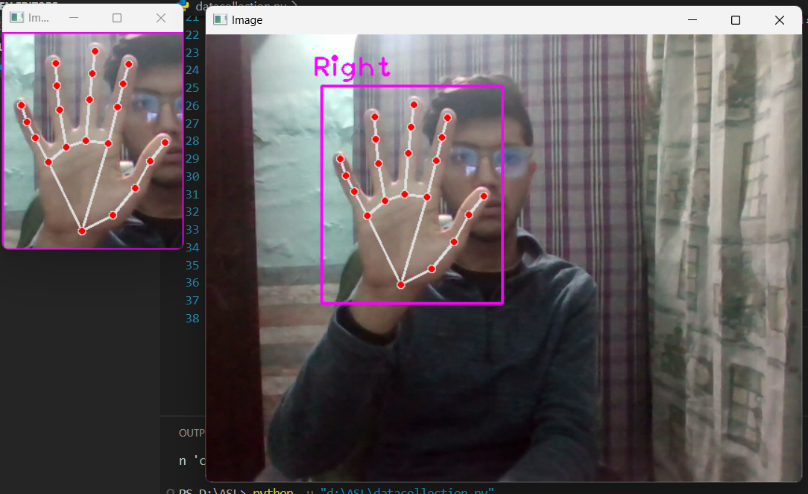 Im...
Image
datacollection.py
21
22
23
24
25
26
27
28
29
30
31
32
33
34
35
36
37
38
Right
OUTP
n 'c
PS D:\ASL> python -u "d:\ASL\datacollection.py"